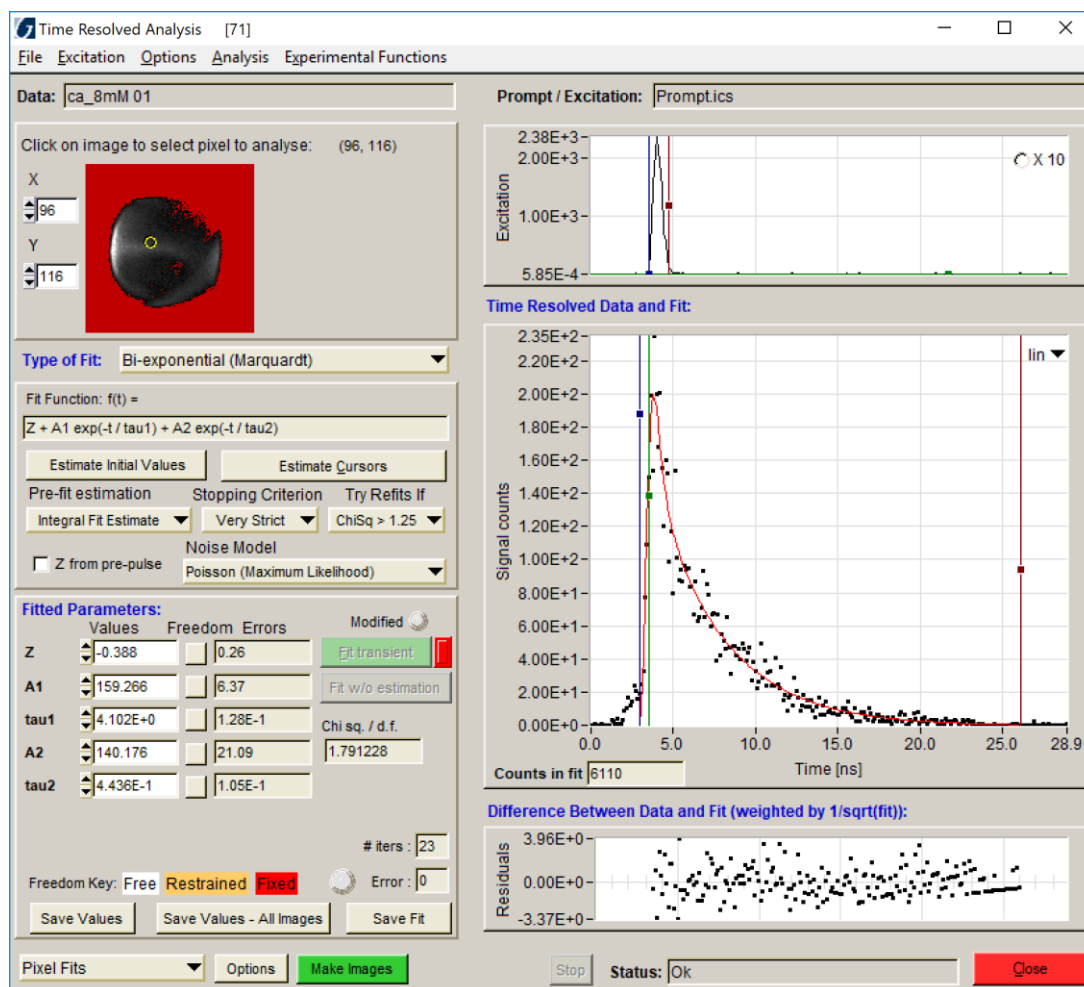 Time Resolved Analysis [71]
File Excitation Options Analysis Experimental Functions
Data: ca_8mM 01
Prompt / Excitation: Prompt.ics
Click on image to select pixel to analyse: (96, 116)
X
96
Y
116
Type of Fit: Bi-exponential (Marquardt)
Fit Function: f(t) =
Z + A1 exp(-t / tau1) + A2 exp(-t / tau2)
Estimate Initial Values Estimate Cursors
Pre-fit estimation Stopping Criterion Try Refits If
Integral Fit Estimate Very Strict ChiSq > 1.25
Noise Model
Z from pre-pulse Poisson (Maximum Likelihood)
Fitted Parameters:
Values Freedom Errors Modified
Z -0.388 0.26 Fit transient
A1 159.266 6.37 Fit w/o estimation
tau1 4.102E+0 1.28E-1 Chi sq. / d.f.
A2 140.176 21.09 1.791228
tau2 4.436E-1 1.05E-1
# iters : 23
Freedom Key: Free Restrained Fixed Error : 0
Save Values Save Values - All Images Save Fit
Pixel Fits Options Make Images
2.38E+3
2.00E+3
X 10
Excitation
1.00E+3
5.85E-4
Time Resolved Data and Fit:
2.35E+2
lin
2.20E+2
2.00E+2
1.80E+2
1.60E+2
1.40E+2
1.20E+2
Signal counts
1.00E+2
8.00E+1
6.00E+1
4.00E+1
2.00E+1
0.00E+0
0.0 5.0 10.0 15.0 20.0 25.0 28.9
Counts in fit 6110 Time [ns]
Difference Between Data and Fit (weighted by 1/sqrt(fit)):
3.96E+0
Residuals
0.00E+0
-3.37E+0
Stop Status: Ok Close